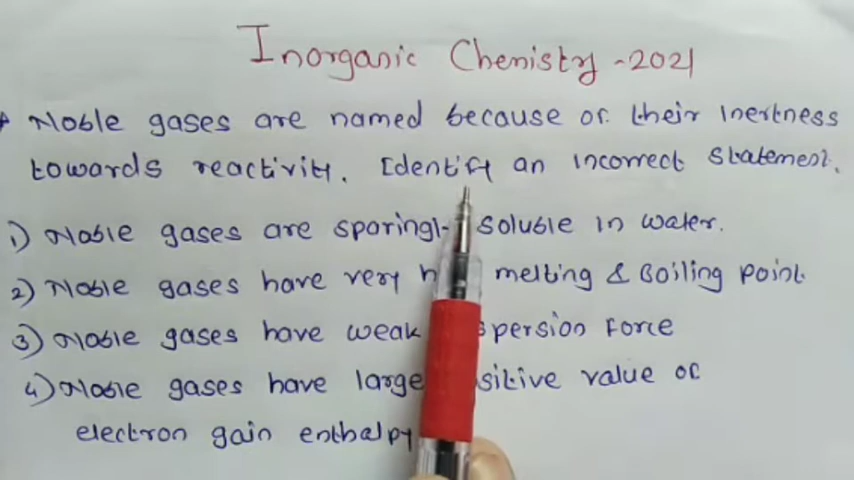 Inorganic Chemistry -2021
Noble gases are named because of their inertness
towards reactivity. Identify an incorrect statement.
1) Noble gases are sparingly soluble in water.
2) Noble gases have very melting & Boiling point
3) Noble gases have weak force
4) Noble gases have large value of
electron gain enthalpy